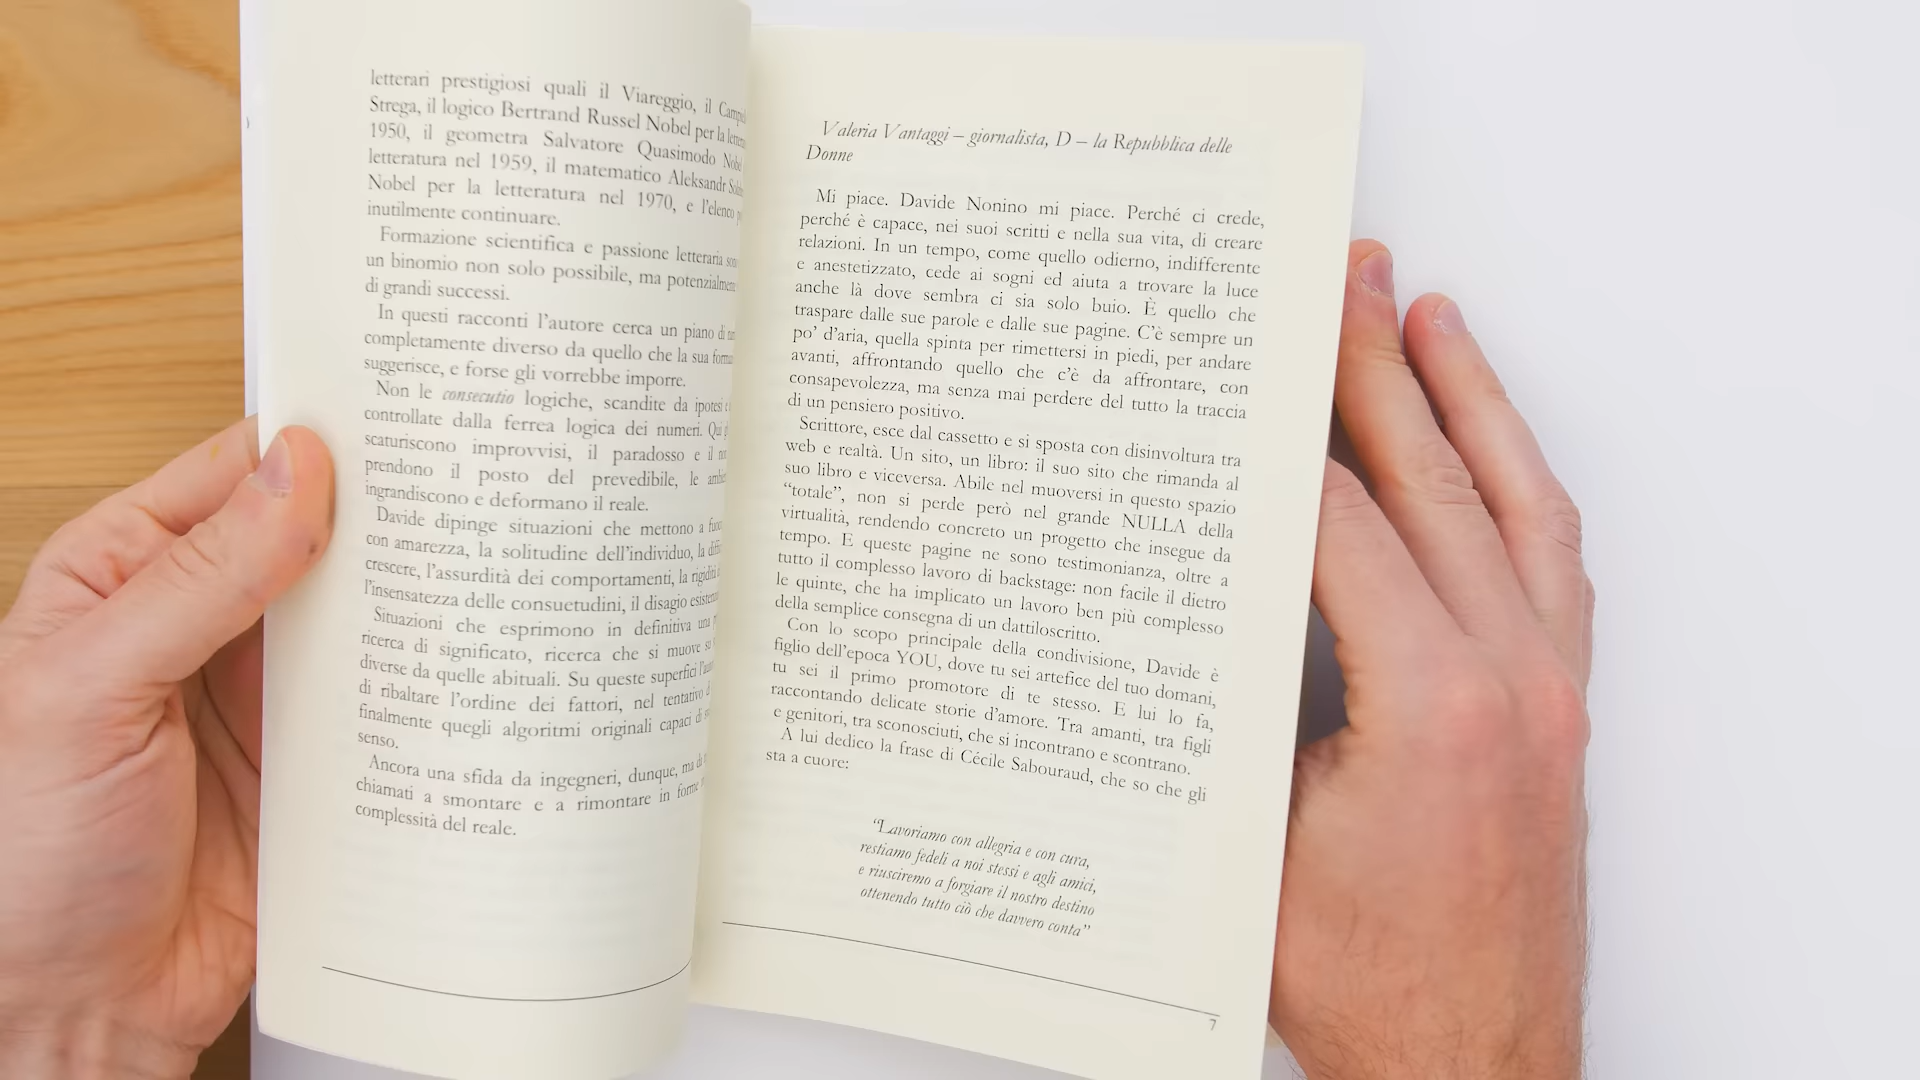 letterari prestigiosi quali il Viareggio, il
Strega, il logico Bertrand Russel Nobel per la
1950, il geometra Salvatore Quasimodo
letteratura nel 1959, il matematico Aleksandr
Nobel per la letteratura nel 1970, e l'elenco
inutilmente continuare.
Formazione scientifica e passione letteraria
un binomio non solo possibile, ma potenzialmente
di grandi successi.
In questi racconti l'autore cerca un piano di
completamente diverso da quello che la sua
suggerisce, e forse gli vorrebbe imporre.
Non le consecutio logiche, scandite da ipotesi
controllate dalla ferrea logica dei numeri. Qui
scaturiscono improvvisi, il paradosso e il
prendono il posto del prevedibile, le
ingrandiscono e deformano il reale.
Davide dipinge situazioni che mettono a
con amarezza, la solitudine dell'individuo, la
crescere, l'assurdità dei comportamenti, la rigidità
l'insensatezza delle consuetudini, il disagio
Situazioni che esprimono in definitiva una
ricerca di significato, ricerca che si muove
diverse da quelle abituali. Su queste superfici
di ribaltare l'ordine dei fattori, nel tentativo
finalmente quegli algoritmi originali capaci di
senso.
Ancora una sfida da ingegneri, dunque, ma
chiamati a smontare e a rimontare in
complessità del reale.
Valeria Vantaggi – giornalista, D – la Repubblica delle
Donne
Mi piace. Davide Nonino mi piace. Perché ci crede,
perché è capace, nei suoi scritti e nella sua vita, di creare
relazioni. In un tempo, come quello odierno, indifferente
e anestetizzato, cede ai sogni ed aiuta a trovare la luce
anche là dove sembra ci sia solo buio. È quello che
traspare dalle sue parole e dalle sue pagine. C'è sempre un
po' d'aria, quella spinta per rimettersi in piedi, per andare
avanti, affrontando quello che c'è da affrontare, con
consapevolezza, ma senza mai perdere del tutto la traccia
di un pensiero positivo.
Scrittore, esce dal cassetto e si sposta con disinvoltura tra
web e realtà. Un sito, un libro: il suo sito che rimanda al
suo libro e viceversa. Abile nel muoversi in questo spazio
“totale”, non si perde però nel grande NULLA della
virtualità, rendendo concreto un progetto che insegue da
tempo. E queste pagine ne sono testimonianza, oltre a
tutto il complesso lavoro di backstage: non facile il dietro
le quinte, che ha implicato un lavoro ben più complesso
della semplice consegna di un dattiloscritto.
Con lo scopo principale della condivisione, Davide è
figlio dell'epoca YOU, dove tu sei artefice del tuo domani,
tu sei il primo promotore di te stesso. E lui lo fa,
raccontando delicate storie d'amore. Tra amanti, tra figli
e genitori, tra sconosciuti, che si incontrano e scontrano.
A lui dedico la frase di Cécile Sabouraud, che so che gli
sta a cuore:
“Lavoriamo con allegria e con cura,
restiamo fedeli a noi stessi e agli amici,
e riusciremo a forgiare il nostro destino
ottenendo tutto ciò che davvero conta”
7